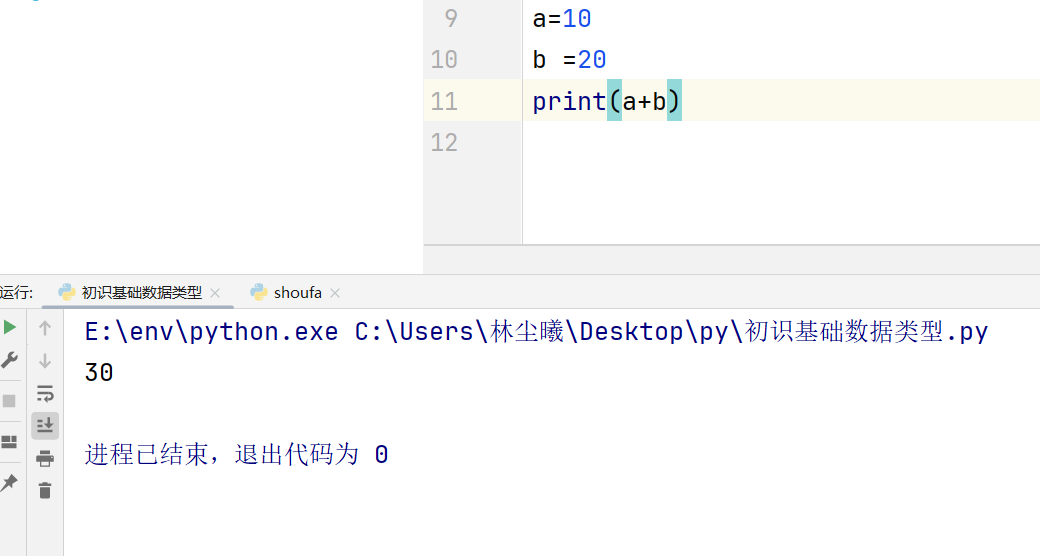 9 a=10
10 b =20
11 print(a+b)
12
运行: 初识基础数据类型 × shoufa ×
E:\env\python.exe C:\Users\林尘曦\Desktop\py\初识基础数据类型.py
30
进程已结束，退出代码为 0